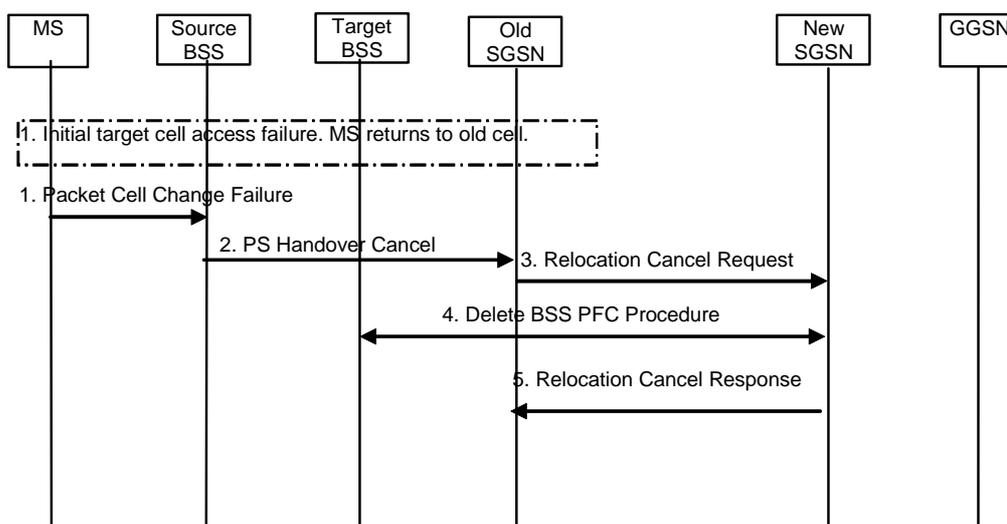 MS
Source
BSS
Target
BSS
Old
SGSN
New
SGSN
GGSN
1. Initial target cell access failure. MS returns to old cell.
1. Packet Cell Change Failure
2. PS Handover Cancel
3. Relocation Cancel Request
4. Delete BSS PFC Procedure
5. Relocation Cancel Response